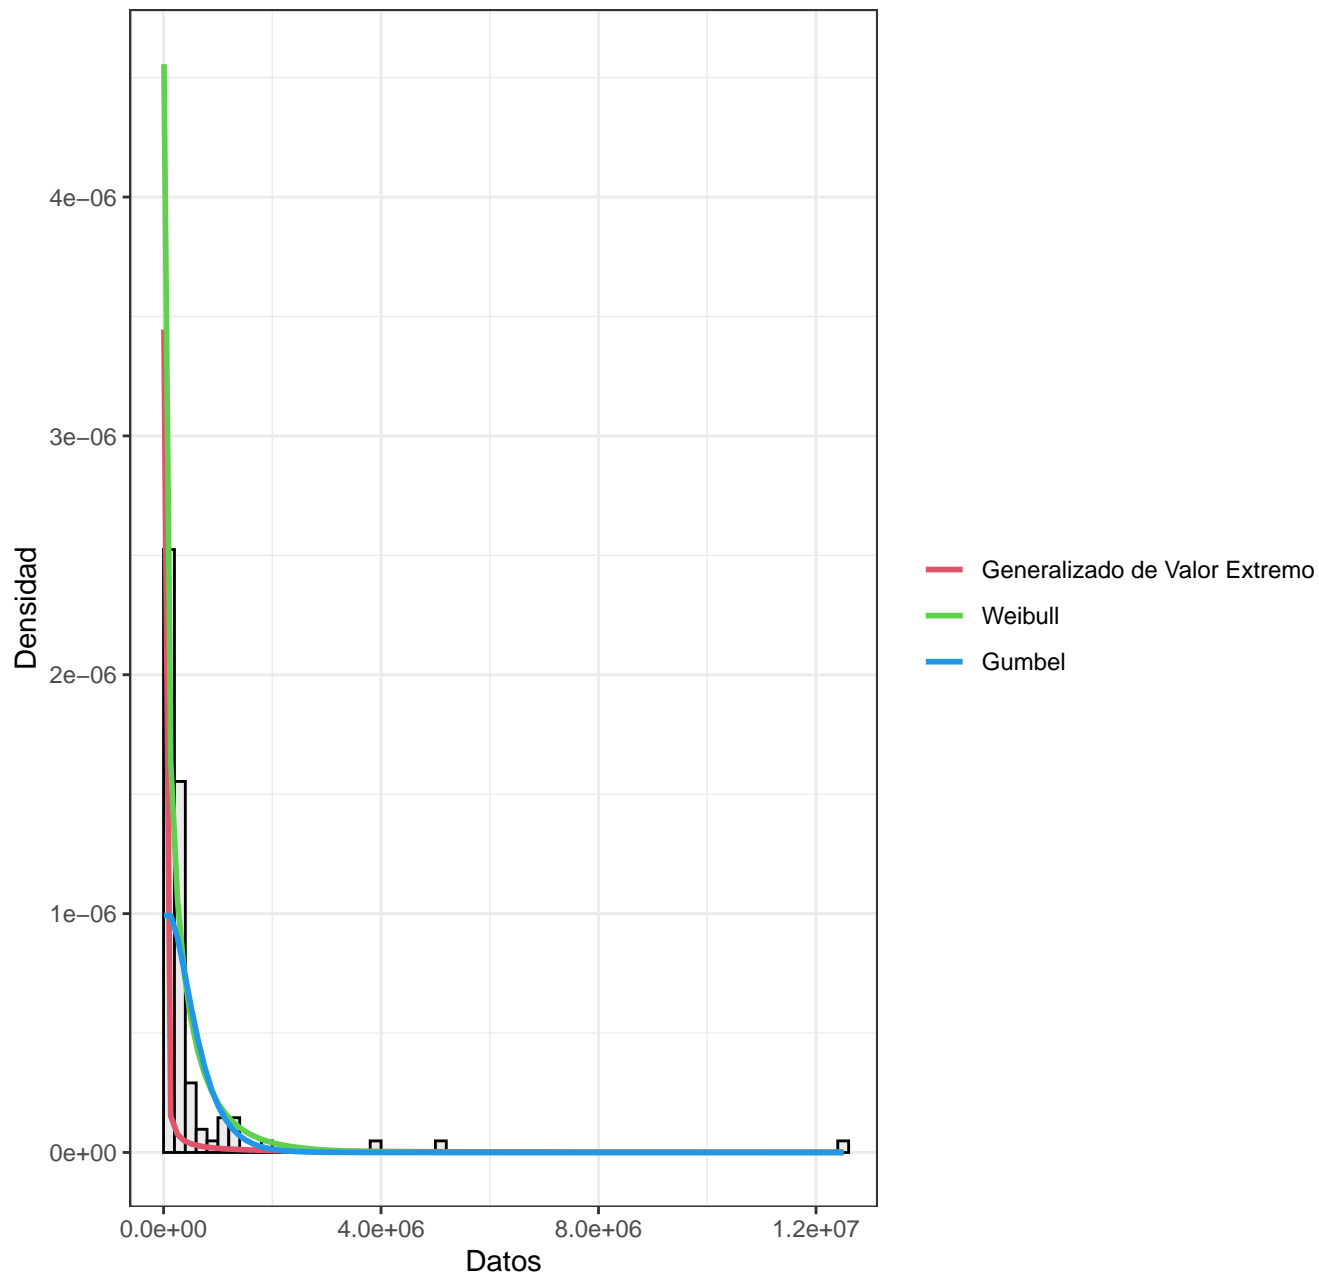 Densidad
4e−06
3e−06
2e−06
1e−06
0e+00
0.0e+00
4.0e+06
8.0e+06
1.2e+07
Datos
Generalizado de Valor Extremo
Weibull
Gumbel